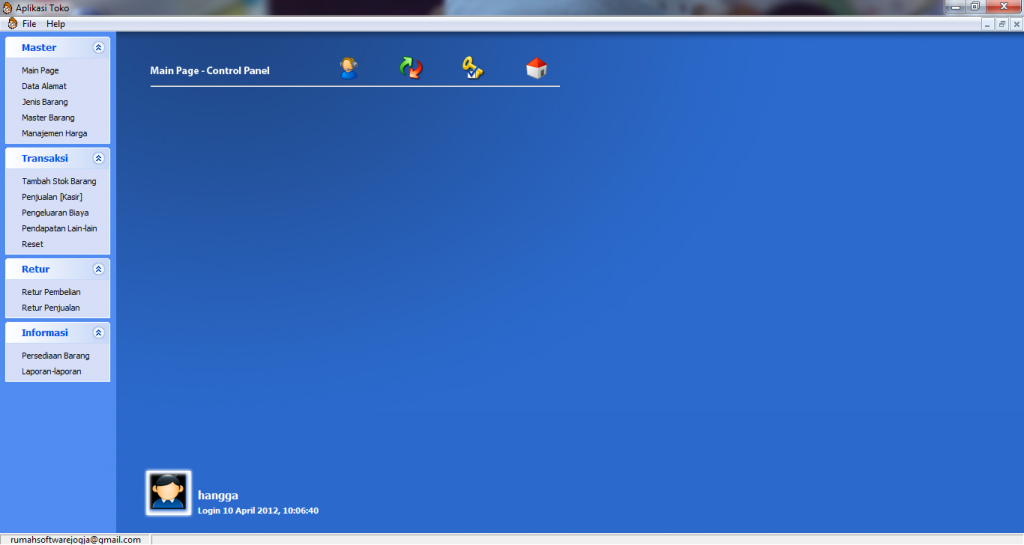 Aplikasi Toko
File Help
Master
Main Page
Data Alamat
Jenis Barang
Master Barang
Manajemen Harga
Transaksi
Tambah Stok Barang
Penjualan [Kasir]
Pengeluaran Biaya
Pendapatan Lain-lain
Reset
Retur
Retur Pembelian
Retur Penjualan
Informasi
Persediaan Barang
Laporan-laporan
Main Page - Control Panel
hangga
Login 10 April 2012, 10:06:40
rumahsoftwarejogja@gmail.com